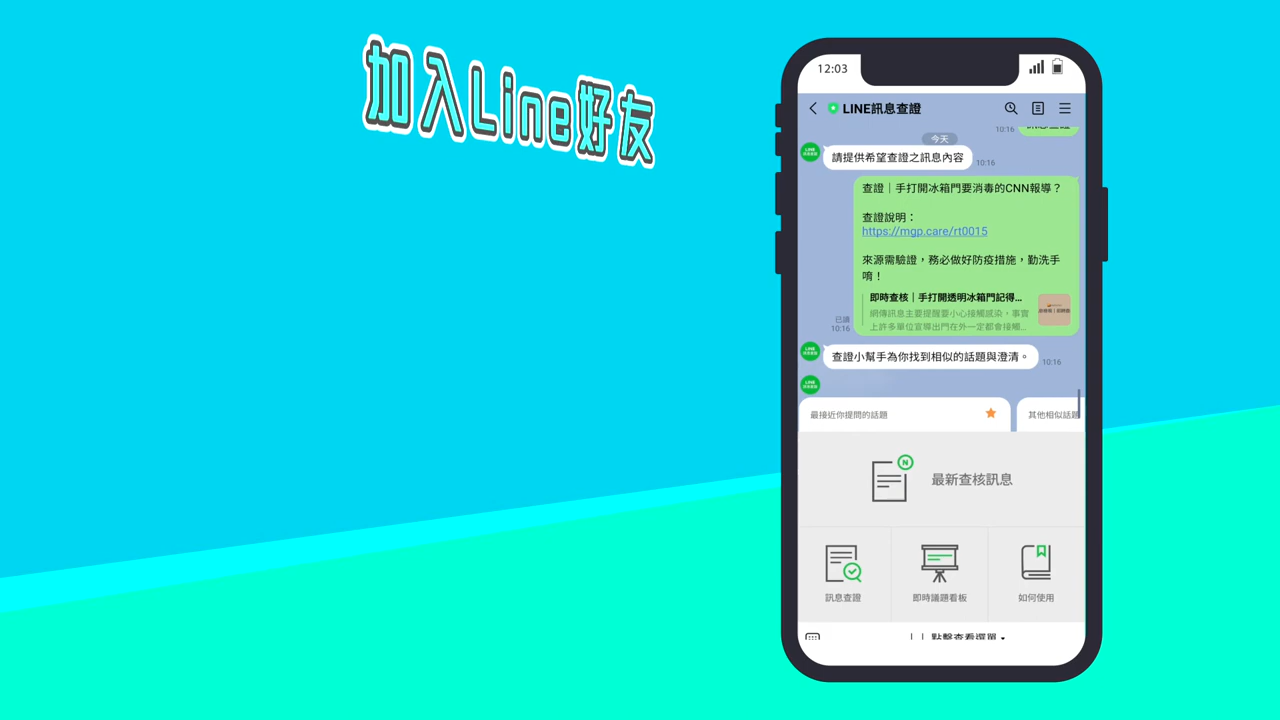 加入Line好友
12:03
LINE訊息查證
10:16
今天
請提供希望查證之訊息內容
10:16
查證｜手打開冰箱門要消毒的CNN報導？
查證說明：
https://mgp.care/rt0015
來源需驗證，務必做好防疫措施，勤洗手
唷！
即時查核｜手打開透明冰箱門記得...
網傳訊息主要提醒要小心接觸感染，事實
上許多單位宣導出門在外一定都會接觸...
已讀
10:16
查證小幫手為你找到相似的話題與澄清。
10:16
最接近你提問的話題
其他相似話題
N
最新查核訊息
訊息查證
即時議題看板
如何使用
點擊查看選單